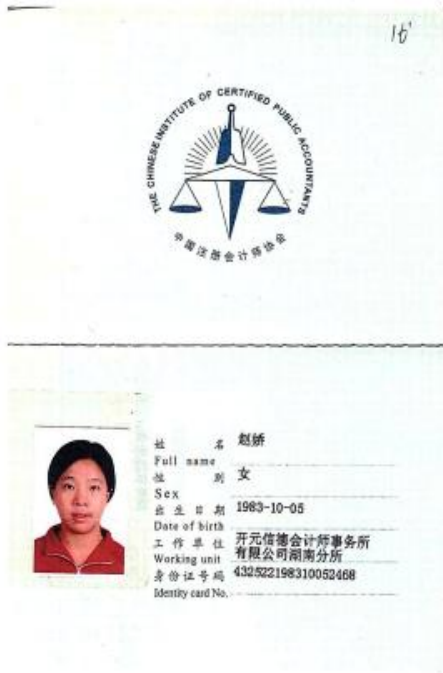 16'
THE CHINESE INSTITUTE OF CERTIFIED PUBLIC ACCOUNTANTS
中国注册会计师协会
姓 名 赵娇
Full name
性 别 女
Sex
出生日期 1983-10-05
Date of birth
工作单位 开元信德会计师事务所
Working unit 有限公司湖南分所
身份证号码 432522198310052468
Identity card No.